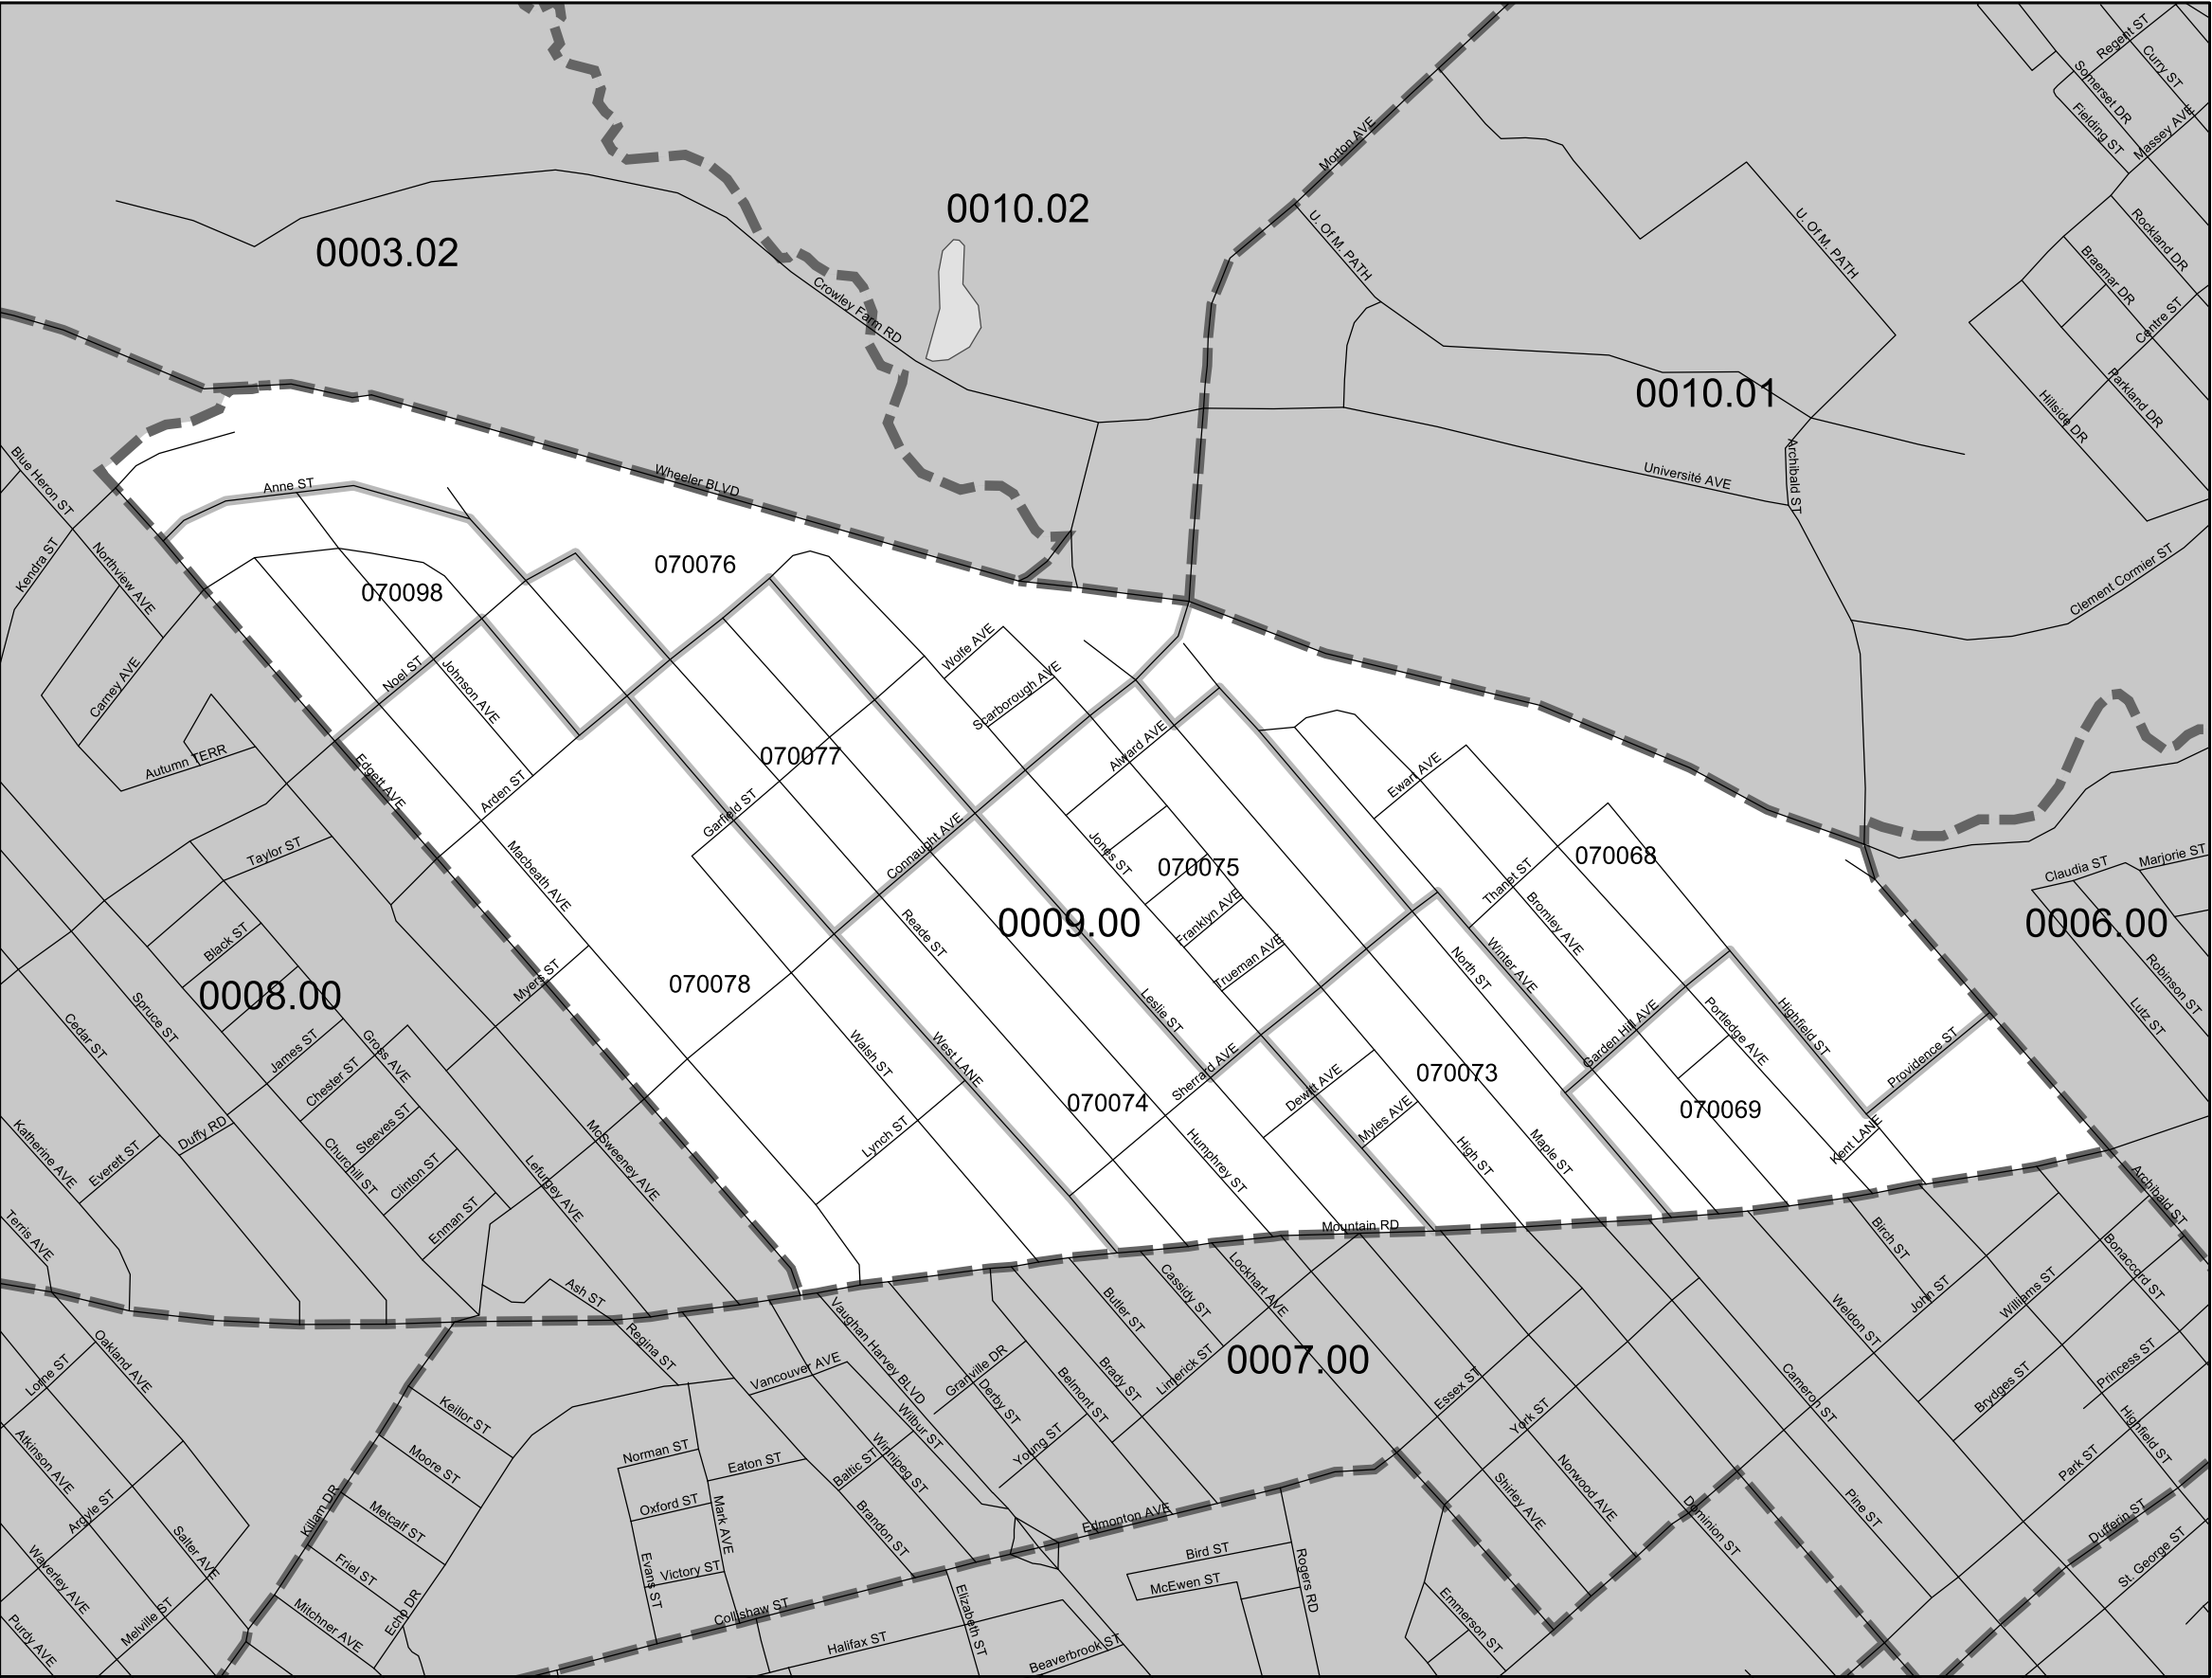 Regent ST
Curry ST
Somerset DR
Fielding ST
Massey AVE
Morton AVE
0010.02
0003.02
U. Of M. PATH
U. Of M. PATH
Rockland DR
Braemar DR
Centre ST
Crowley Farm RD
0010.01
Parkland DR
Hillside DR
Université AVE
Archibald ST
Blue Heron ST
Anne ST
Wheeler BLVD
Kendra ST
Northview AVE
070076
070098
Clement Cormier ST
Carney AVE
Noel ST
Johnson AVE
Wolfe AVE
Scarborough AVE
Autumn TERR
Edgett AVE
Arden ST
070077
Alward AVE
Ewart AVE
Garfield ST
Connaught AVE
Jones ST
070075
070068
Thanet ST
Taylor ST
Macbeath AVE
Claudia ST
Marjorie ST
Black ST
Reade ST
0009.00
Franklyn AVE
Trueman AVE
Bromley AVE
0006.00
0008.00
Myers ST
070078
North ST
Winter AVE
Robinson ST
Lutz ST
Cedar ST
Spruce ST
James ST
Gross AVE
Chester ST
Walsh ST
West LANE
Leslie ST
Sherrard AVE
Garden Hill AVE
Portledge AVE
Highfield ST
Providence ST
070073
070074
070069
Dewitt AVE
Myles AVE
Kent LANE
Katherine AVE
Everett ST
Duffy RD
Steeves ST
Churchill ST
Clinton ST
Enman ST
Lefurgey AVE
McSweeney AVE
Lynch ST
Humphrey ST
High ST
Maple ST
Mountain RD
Terris AVE
Archibald ST
Birch ST
Bonaccord ST
Ash ST
Regina ST
Vaughan Harvey BLVD
Butler ST
Cassidy ST
Lockhart AVE
Weldon ST
John ST
Williams ST
0007.00
Lorne ST
Oakland AVE
Vancouver AVE
Granville DR
Derby ST
Belmont ST
Brady ST
Limerick ST
Essex ST
York ST
Cameron ST
Brydges ST
Princess ST
Highfield ST
Keillor ST
Moore ST
Metcalf ST
Friel ST
Mitchner AVE
Echo DR
Killam DR
Atkinson AVE
Argyle ST
Salter AVE
Waverley AVE
Purdy AVE
Melville ST
Norman ST
Eaton ST
Oxford ST
Mark AVE
Victory ST
Evans ST
Wilbur ST
Winnipeg ST
Baltic ST
Brandon ST
Young ST
Edmonton AVE
Collishaw ST
Elizabeth ST
Halifax ST
Beaverbrook ST
Bird ST
McEwen ST
Rogers RD
Shirley AVE
Norwood AVE
Emmerson ST
Dominion ST
Pine ST
Park ST
Dufferin ST
St. George ST